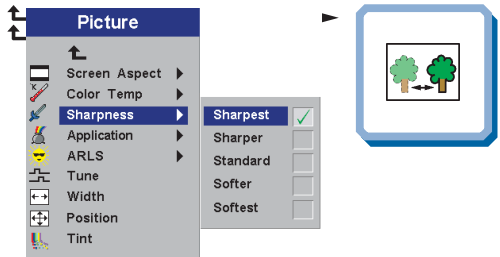 Picture
Screen Aspect
Color Temp
Sharpness
Application
ARLS
Tune
Width
Position
Tint
Sharpest
Sharper
Standard
Softer
Softest